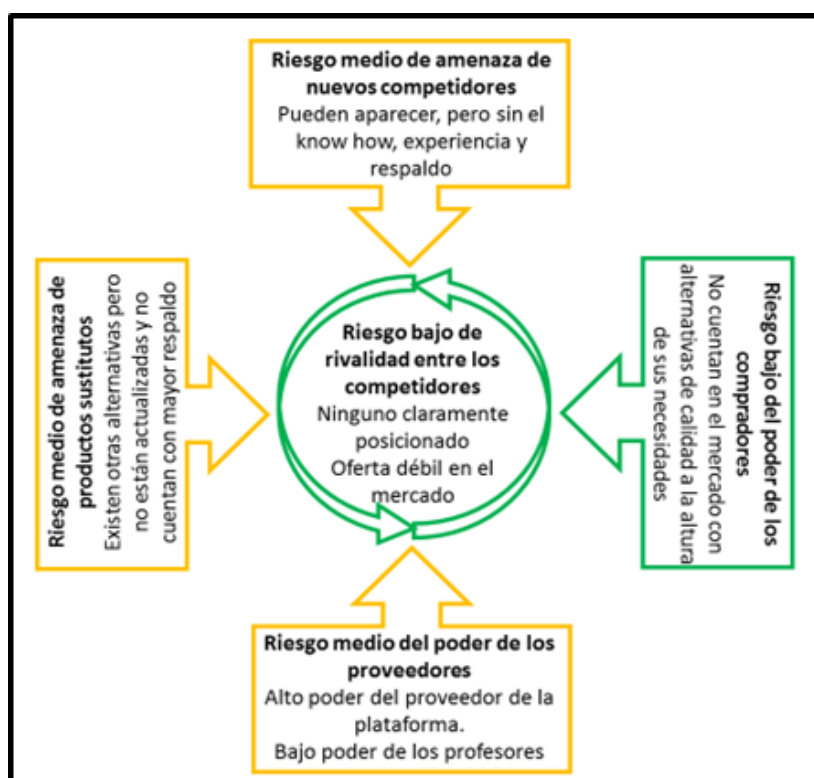 Riesgo medio de amenaza de
nuevos competidores
Pueden aparecer, pero sin el
know how, experiencia y
respaldo
Riesgo medio de amenaza de
productos sustitutos
Existen otras alternativas pero
no están actualizadas y no
cuentan con mayor respaldo
Riesgo bajo de
rivalidad entre los
competidores
Ninguno claramente
posicionado
Oferta débil en el
mercado
Riesgo bajo del poder de los
compradores
No cuentan en el mercado con
alternativas de calidad a la altura
de sus necesidades
Riesgo medio del poder de los
proveedores
Alto poder del proveedor de la
plataforma.
Bajo poder de los profesores